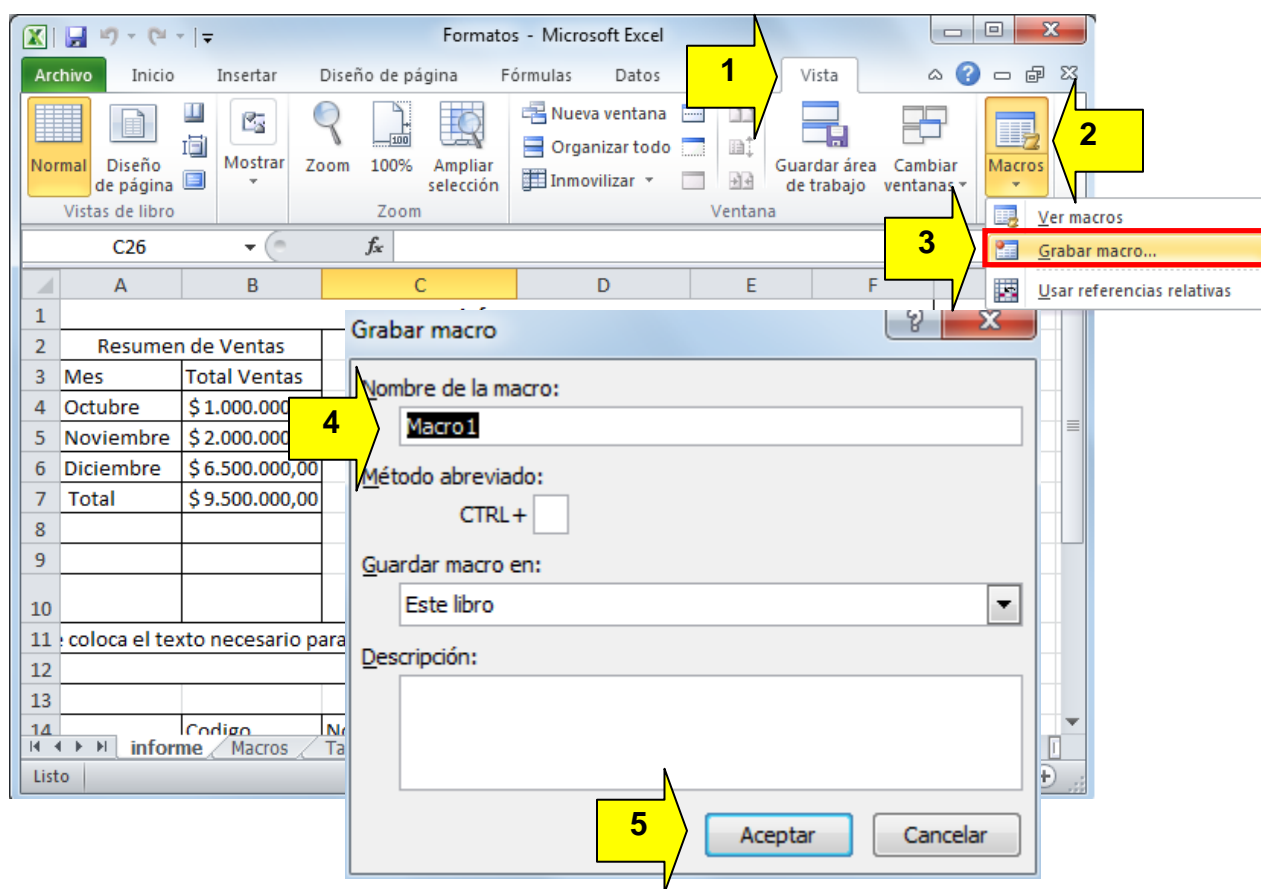 Formatos - Microsoft Excel
1
Archivo Inicio Insertar Diseño de página Fórmulas Datos Vista
2
Normal Diseño de página Mostrar Zoom 100% Ampliar selección
Nueva ventana
Organizar todo
Inmovilizar
Guardar área de trabajo Cambiar ventanas Macros
Vistas de libro Zoom Ventana
Ver macros
3
Grabar macro...
Usar referencias relativas
C26 fx
A B C D E F
1
2 Resumen de Ventas
3 Mes Total Ventas
4 Octubre $ 1.000.000
5 Noviembre $ 2.000.000
6 Diciembre $ 6.500.000,00
7 Total $ 9.500.000,00
8
9
10
11 coloca el texto necesario para
12
13
14 Codigo
informe Macros Ta
Listo
Grabar macro
Nombre de la macro:
4
Macro1
Método abreviado:
CTRL+
Guardar macro en:
Este libro
Descripción:
5
Aceptar Cancelar